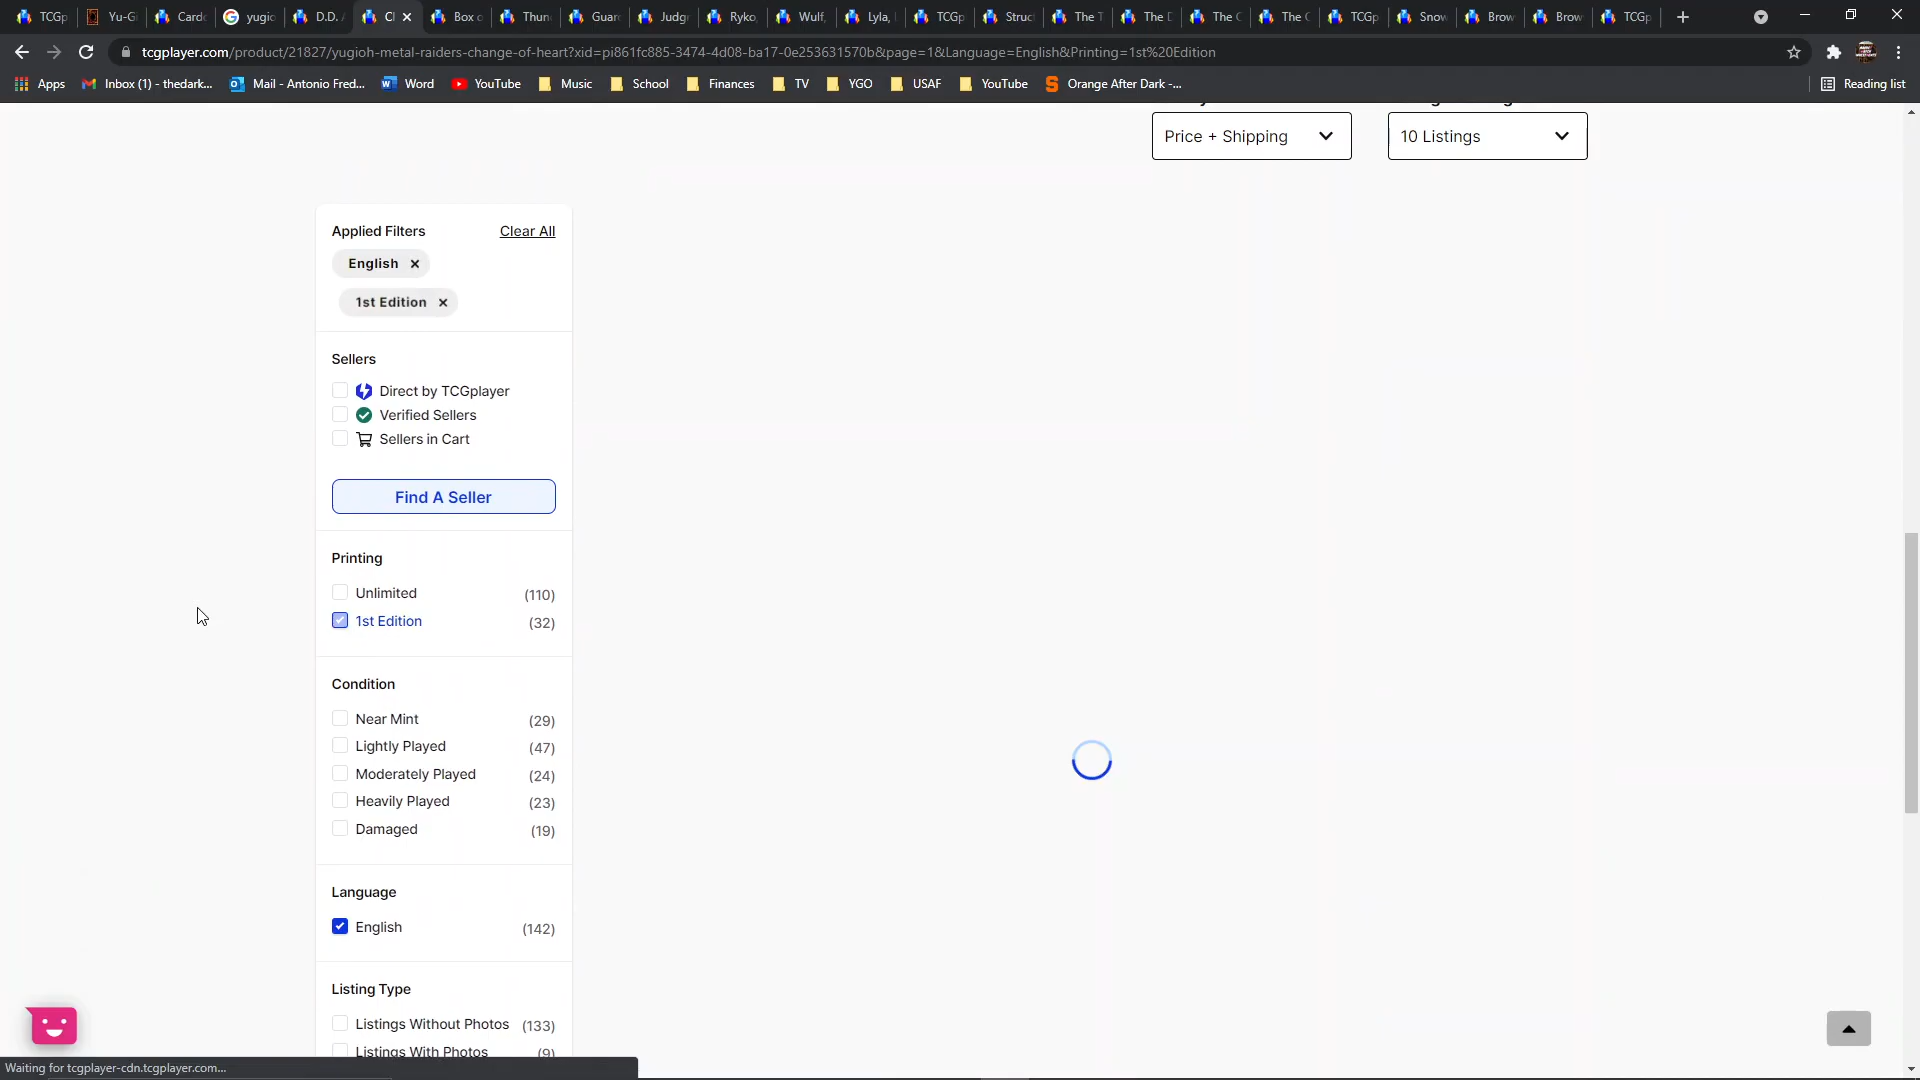 TCGp Yu-Gi Cardc yugic D.D. Cl Box o Thun Guar Judg Ryko, Wulf, Lyla, TCGp Struc The T The D The C The C TCGp Snow Brow Brow TCGp
tcgplayer.com/product/21827/yugioh-metal-raiders-change-of-heart?xid=pi861fc885-3474-4d08-ba17-0e253631570b&page=1&Language=English&Printing=1st%20Edition
Apps Inbox (1) - thedark... Mail - Antonio Fred... Word YouTube Music School Finances TV YGO USAF YouTube Orange After Dark -... Reading list
Price + Shipping 10 Listings
Applied Filters Clear All
English
1st Edition
Sellers
Direct by TCGplayer
Verified Sellers
Sellers in Cart
Find A Seller
Printing
Unlimited (110)
1st Edition (32)
Condition
Near Mint (29)
Lightly Played (47)
Moderately Played (24)
Heavily Played (23)
Damaged (19)
Language
English (142)
Listing Type
Listings Without Photos (133)
Listings With Photos (9)
Waiting for tcgplayer-cdn.tcgplayer.com...